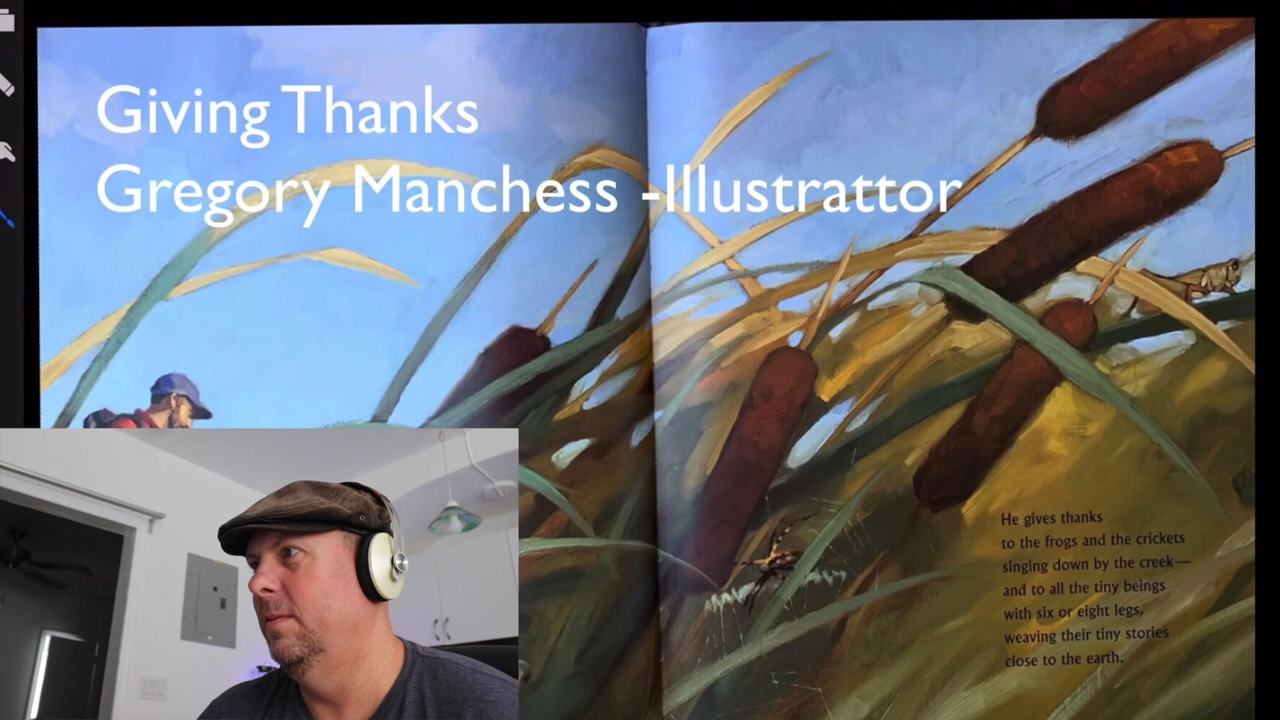 Giving Thanks
Gregory Manchess -Illustrattor
He gives thanks
to the frogs and the crickets
singing down by the creek—
and to all the tiny beings
with six or eight legs,
weaving their tiny stories
close to the earth.